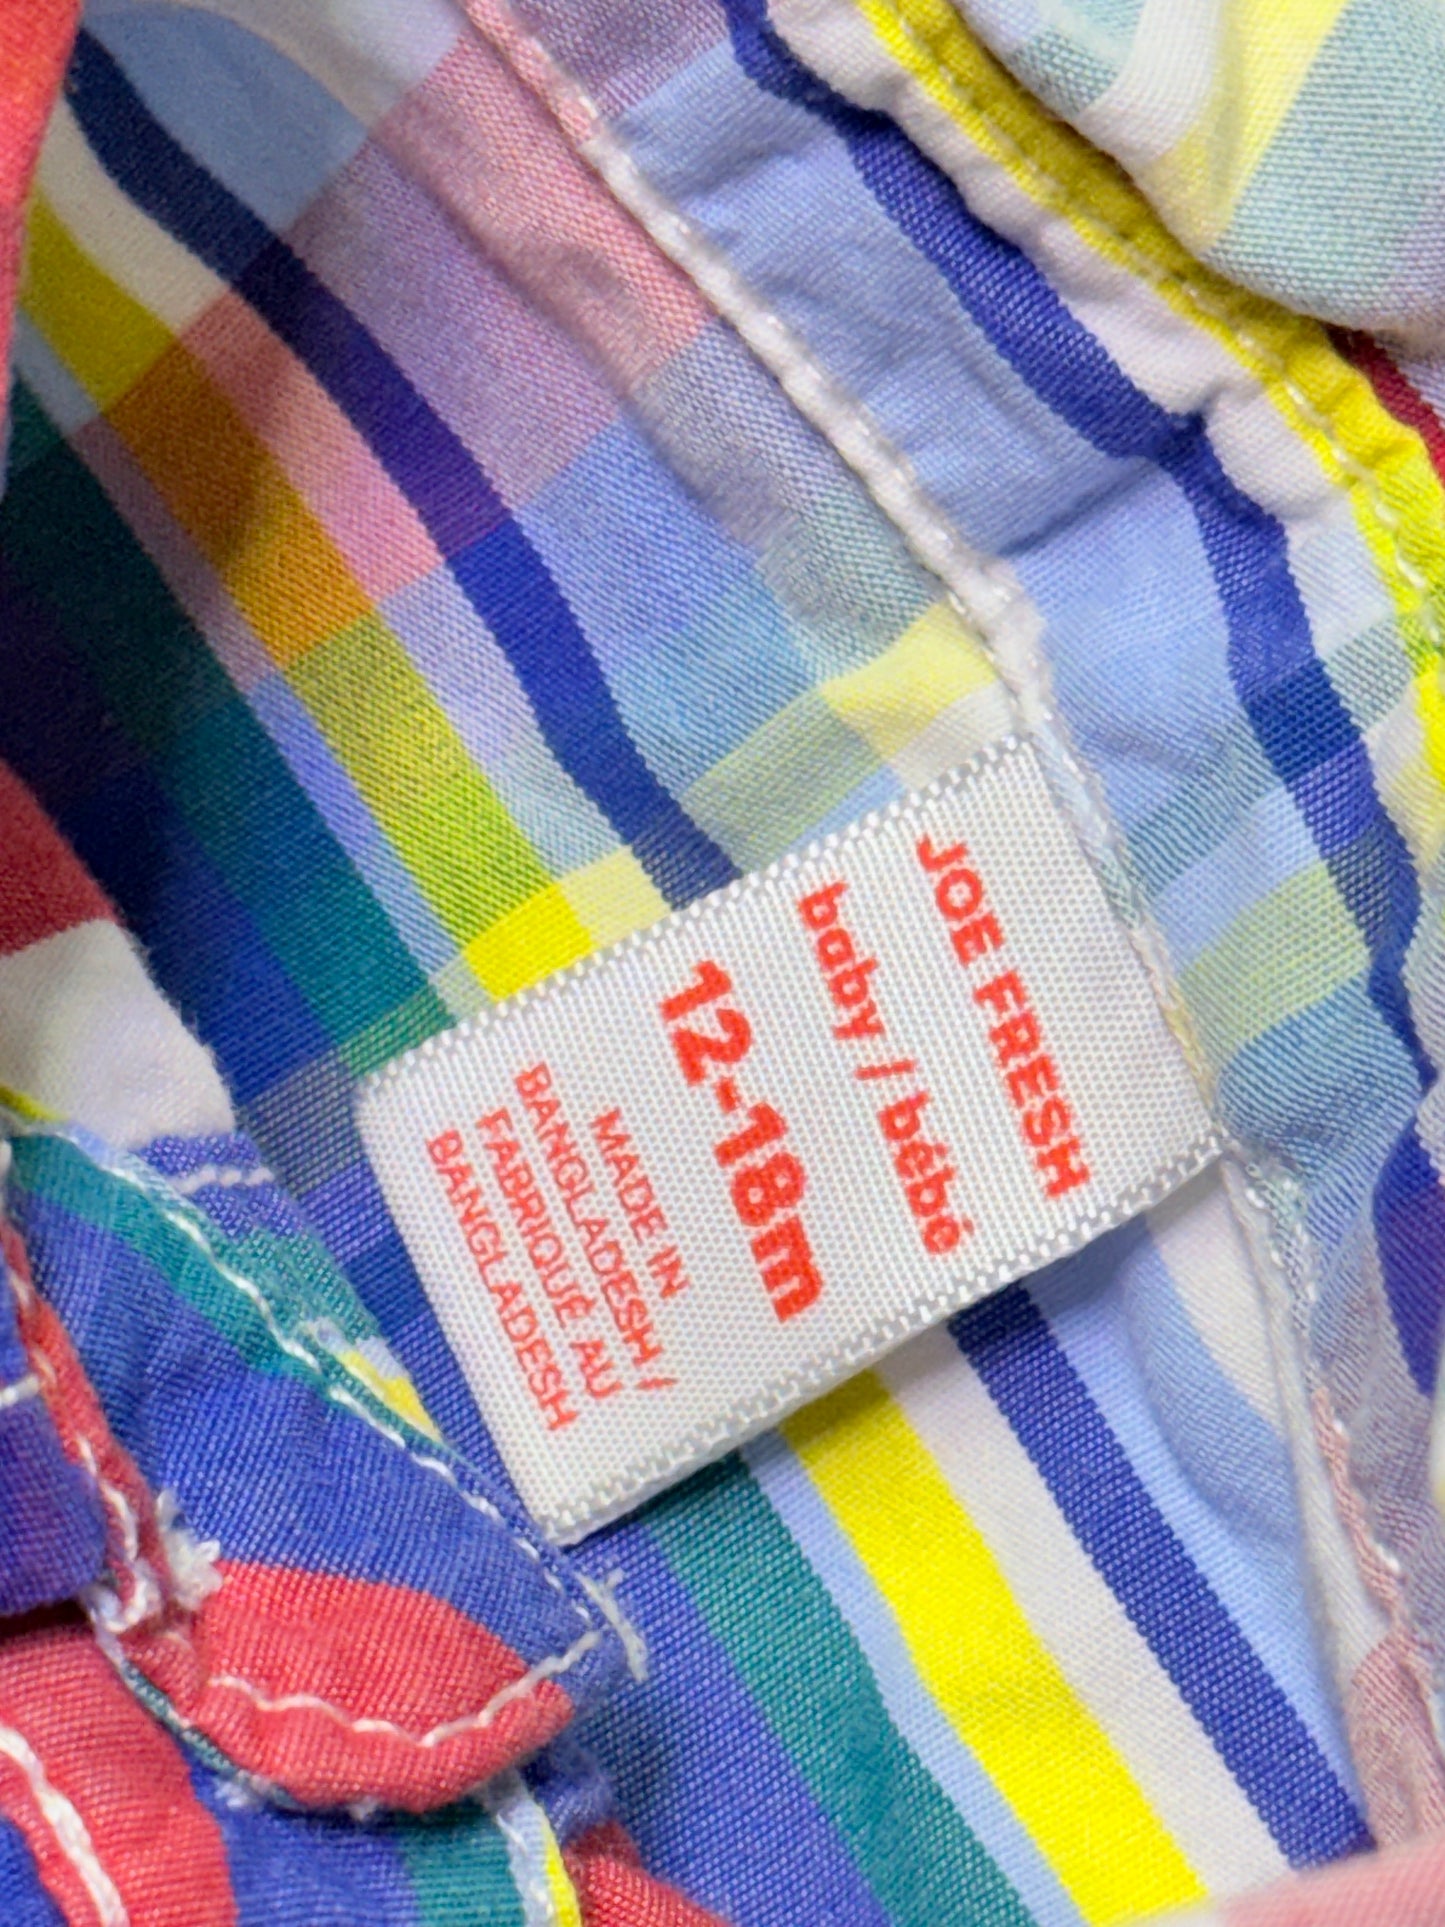 JOE FRESH
baby / bébé
12-18m
MADE IN
BANGLADESH /
FABRIQUÉ AU
BANGLADESH